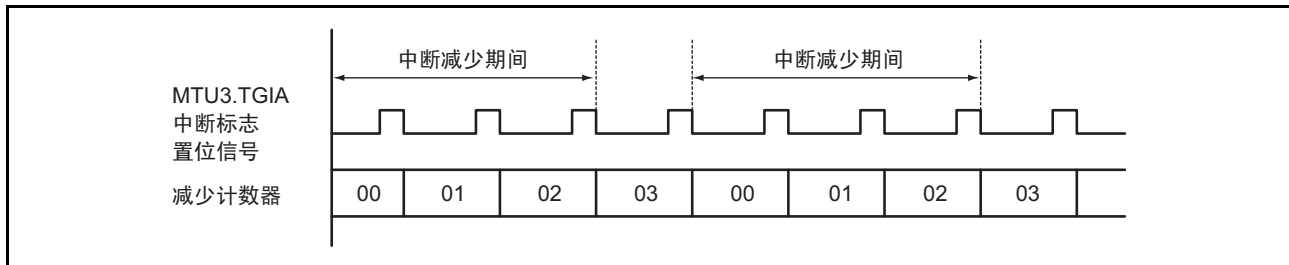 中断减少期间 中断减少期间
MTU3.TGIA
中断标志
置位信号
减少计数器 00 01 02 03 00 01 02 03